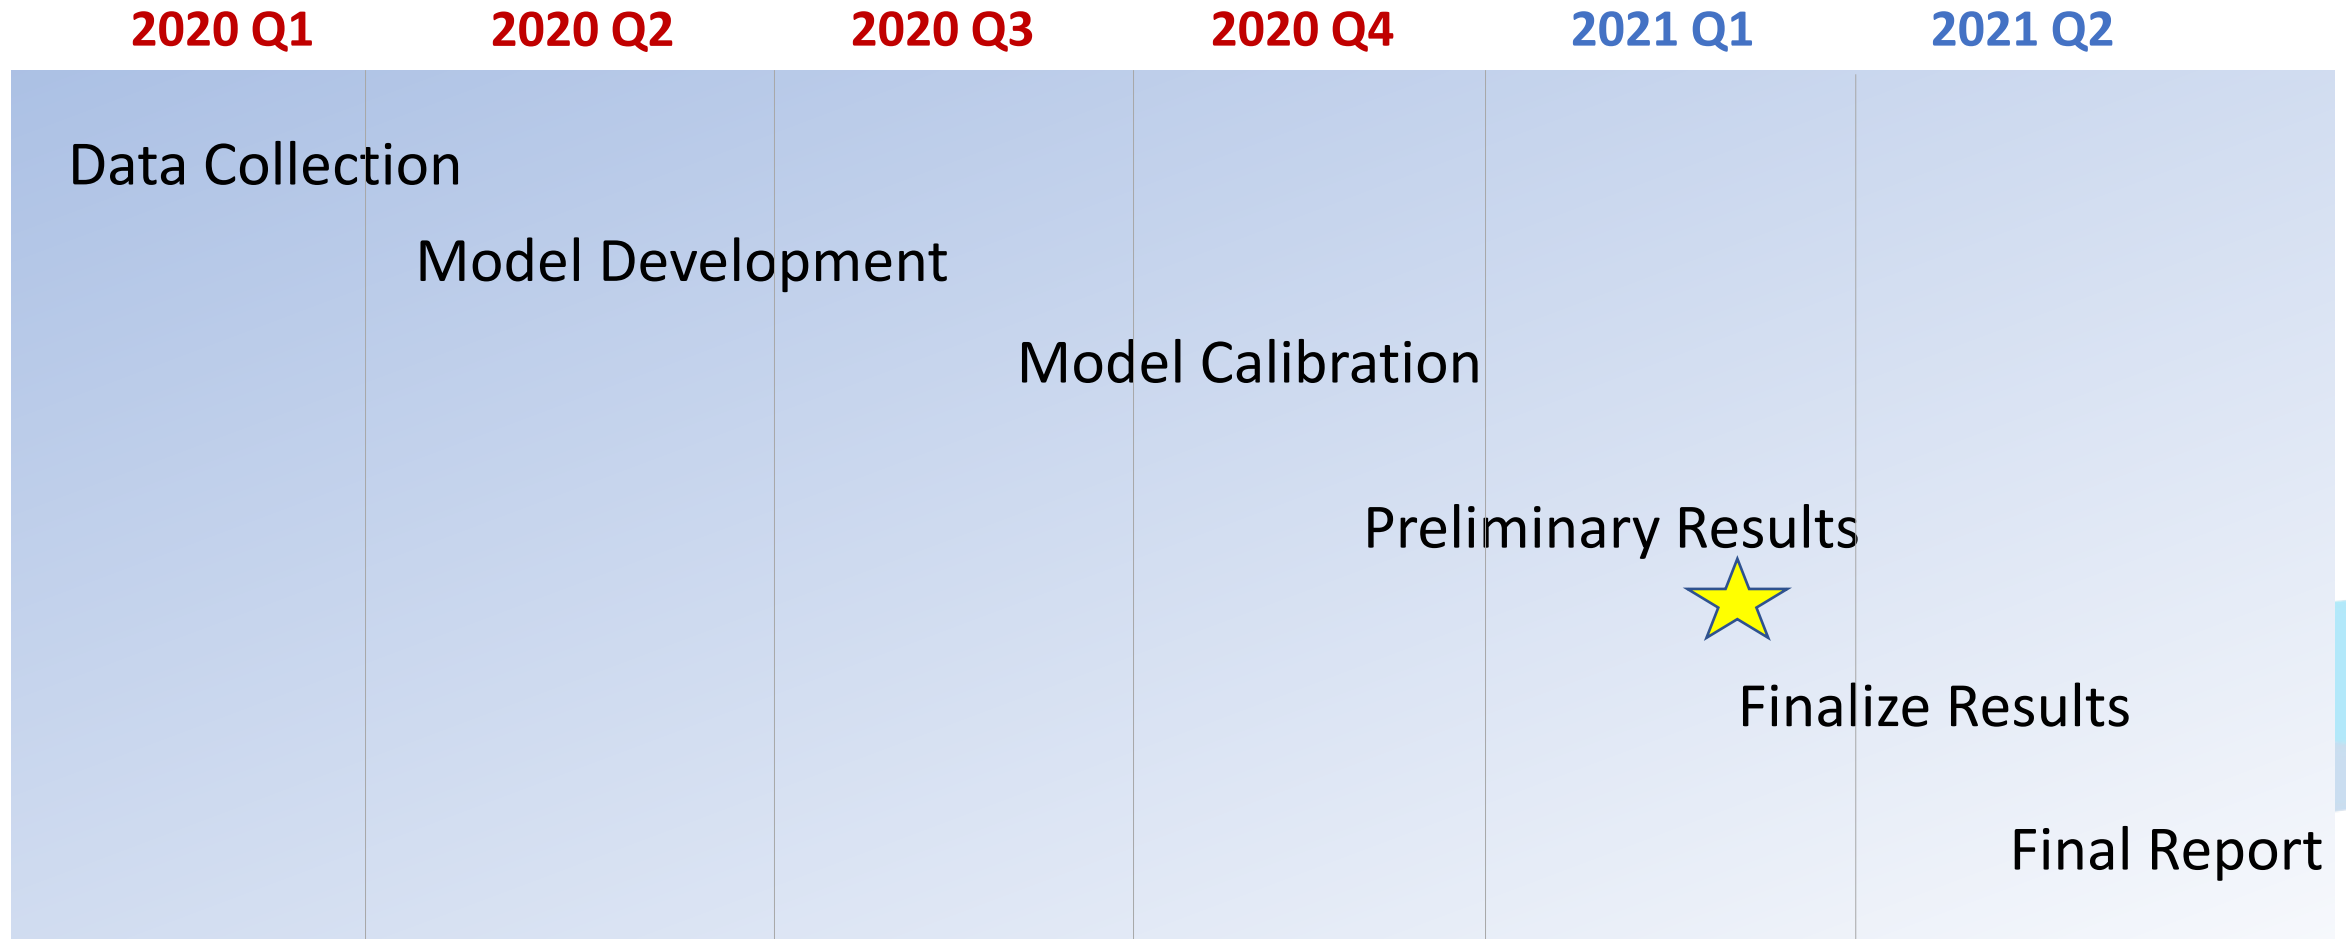 2020 Q1 2020 Q2 2020 Q3 2020 Q4 2021 Q1 2021 Q2
Data Collection
Model Development
Model Calibration
Preliminary Results
Finalize Results
Final Report